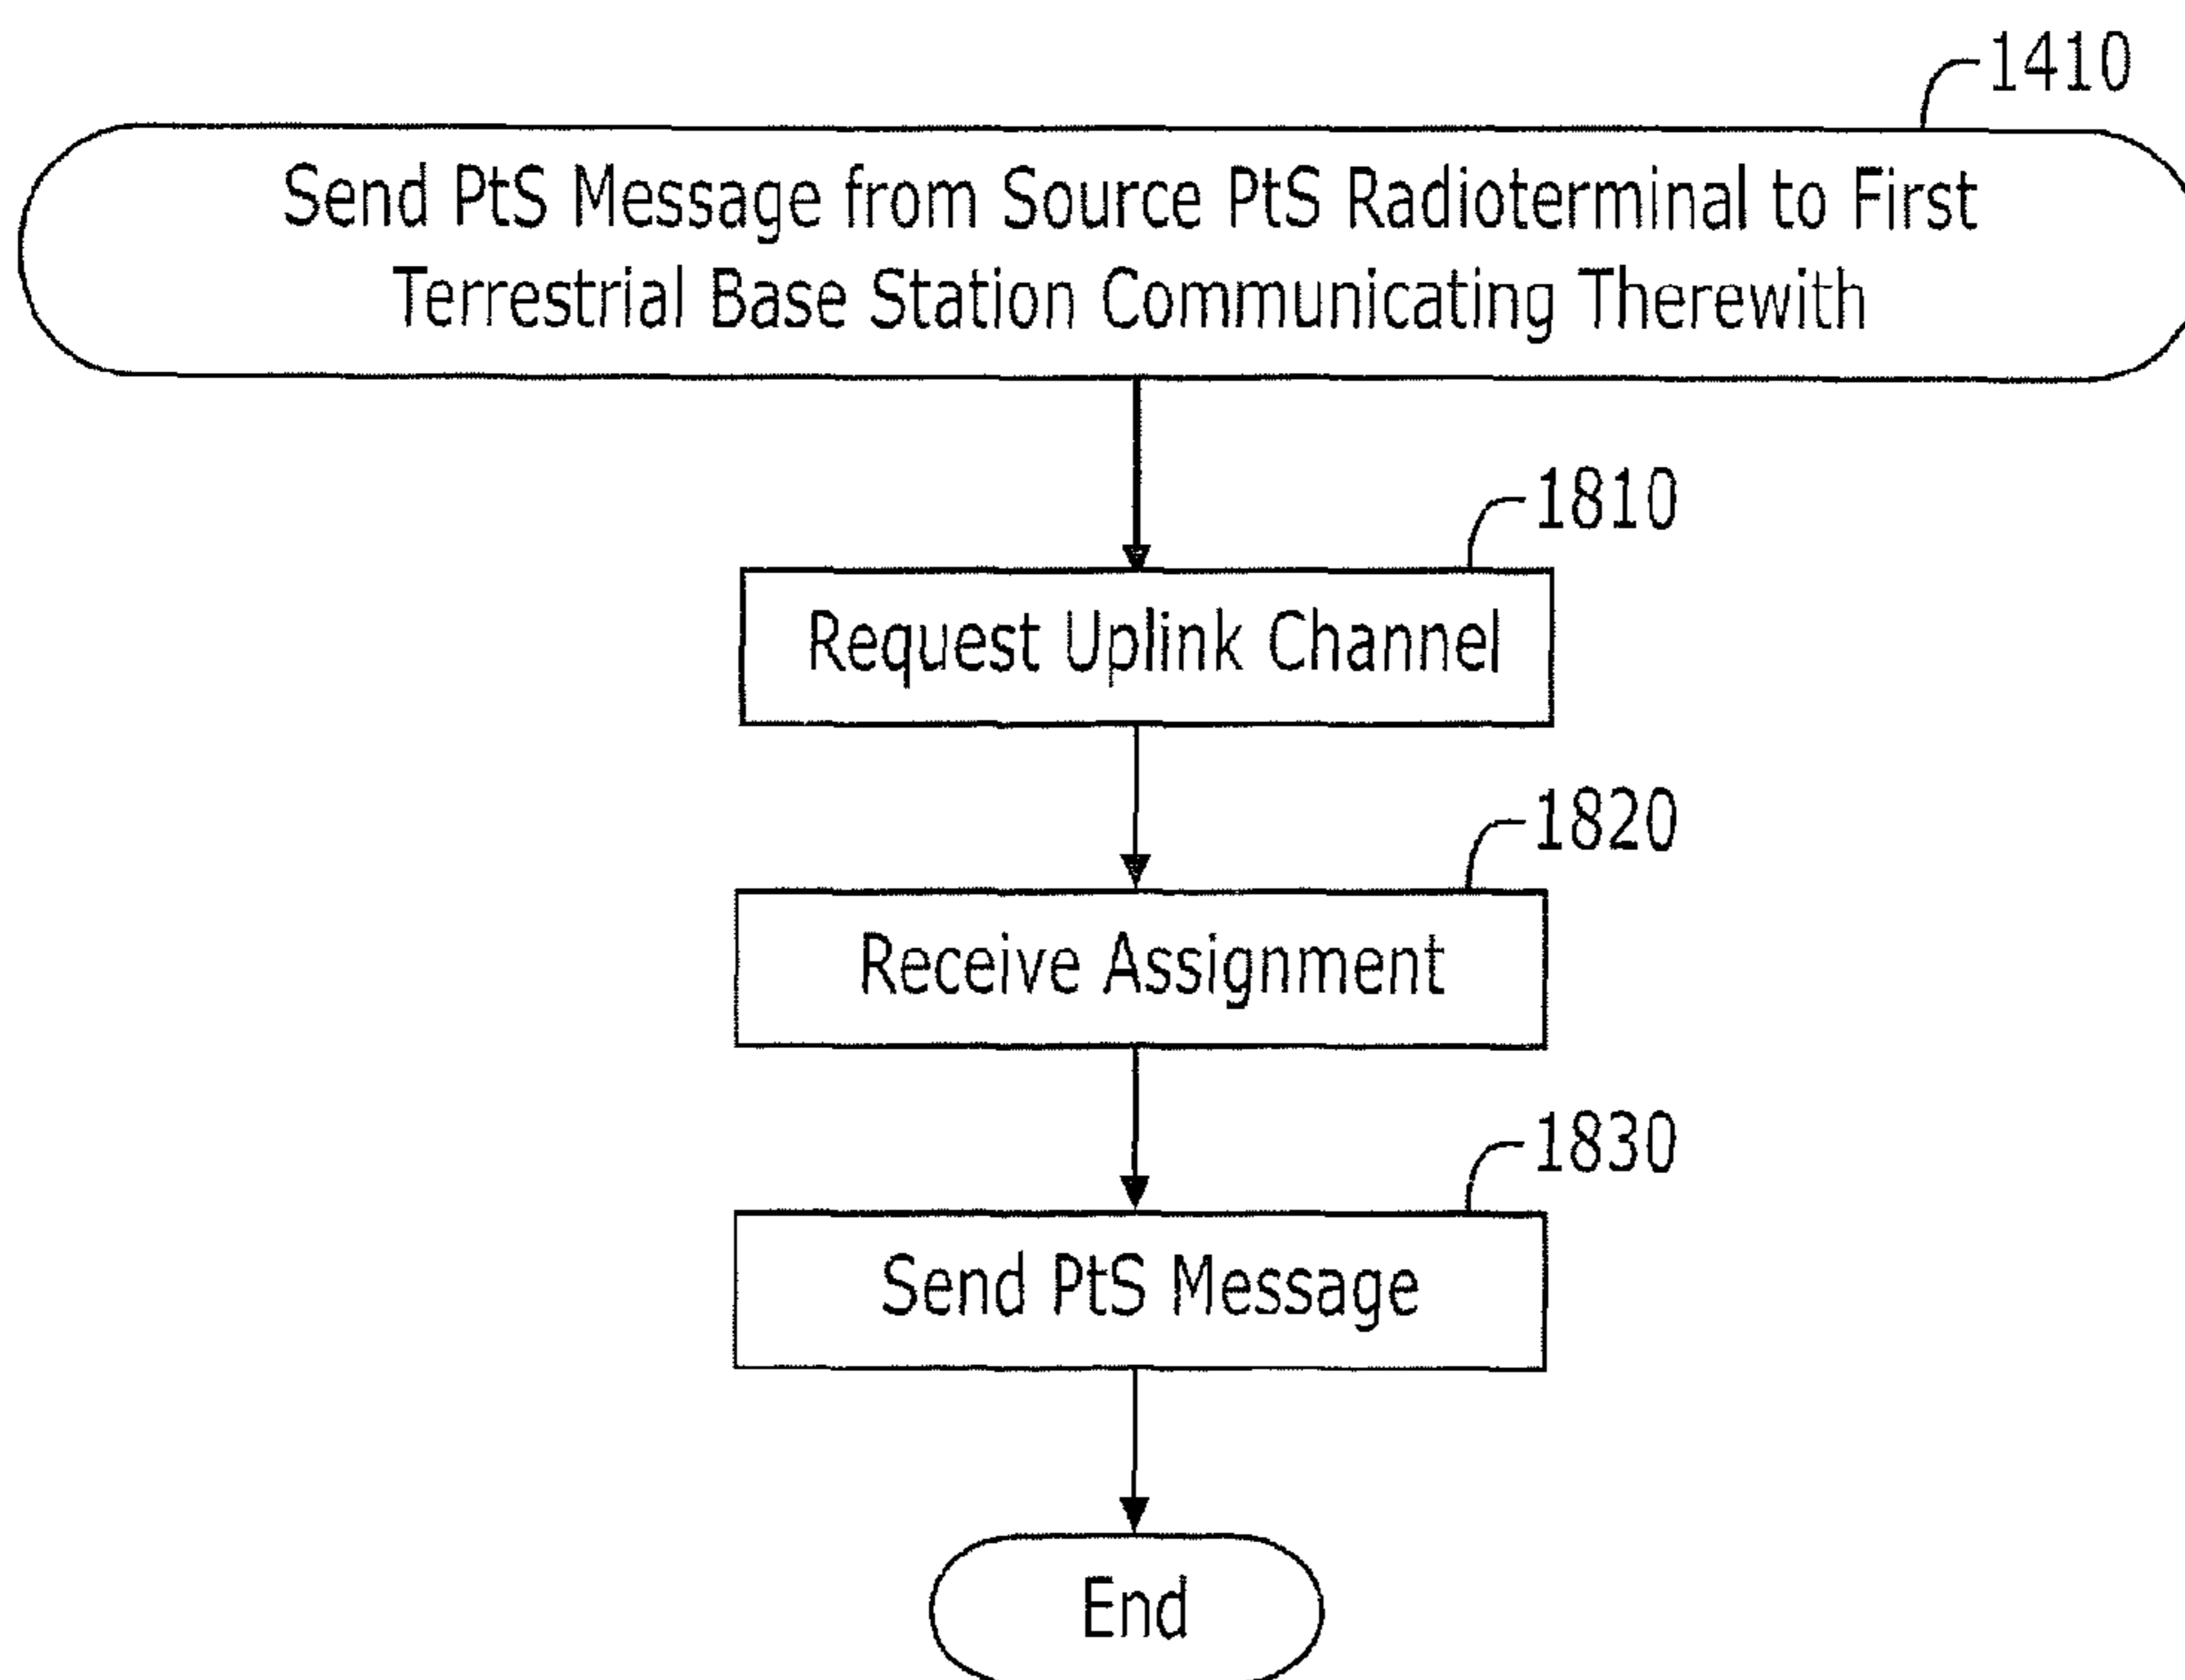 1410
Send PtS Message from Source PtS Radioterminal to First
Terrestrial Base Station Communicating Therewith
1810
Request Uplink Channel
1820
Receive Assignment
1830
Send PtS Message
End